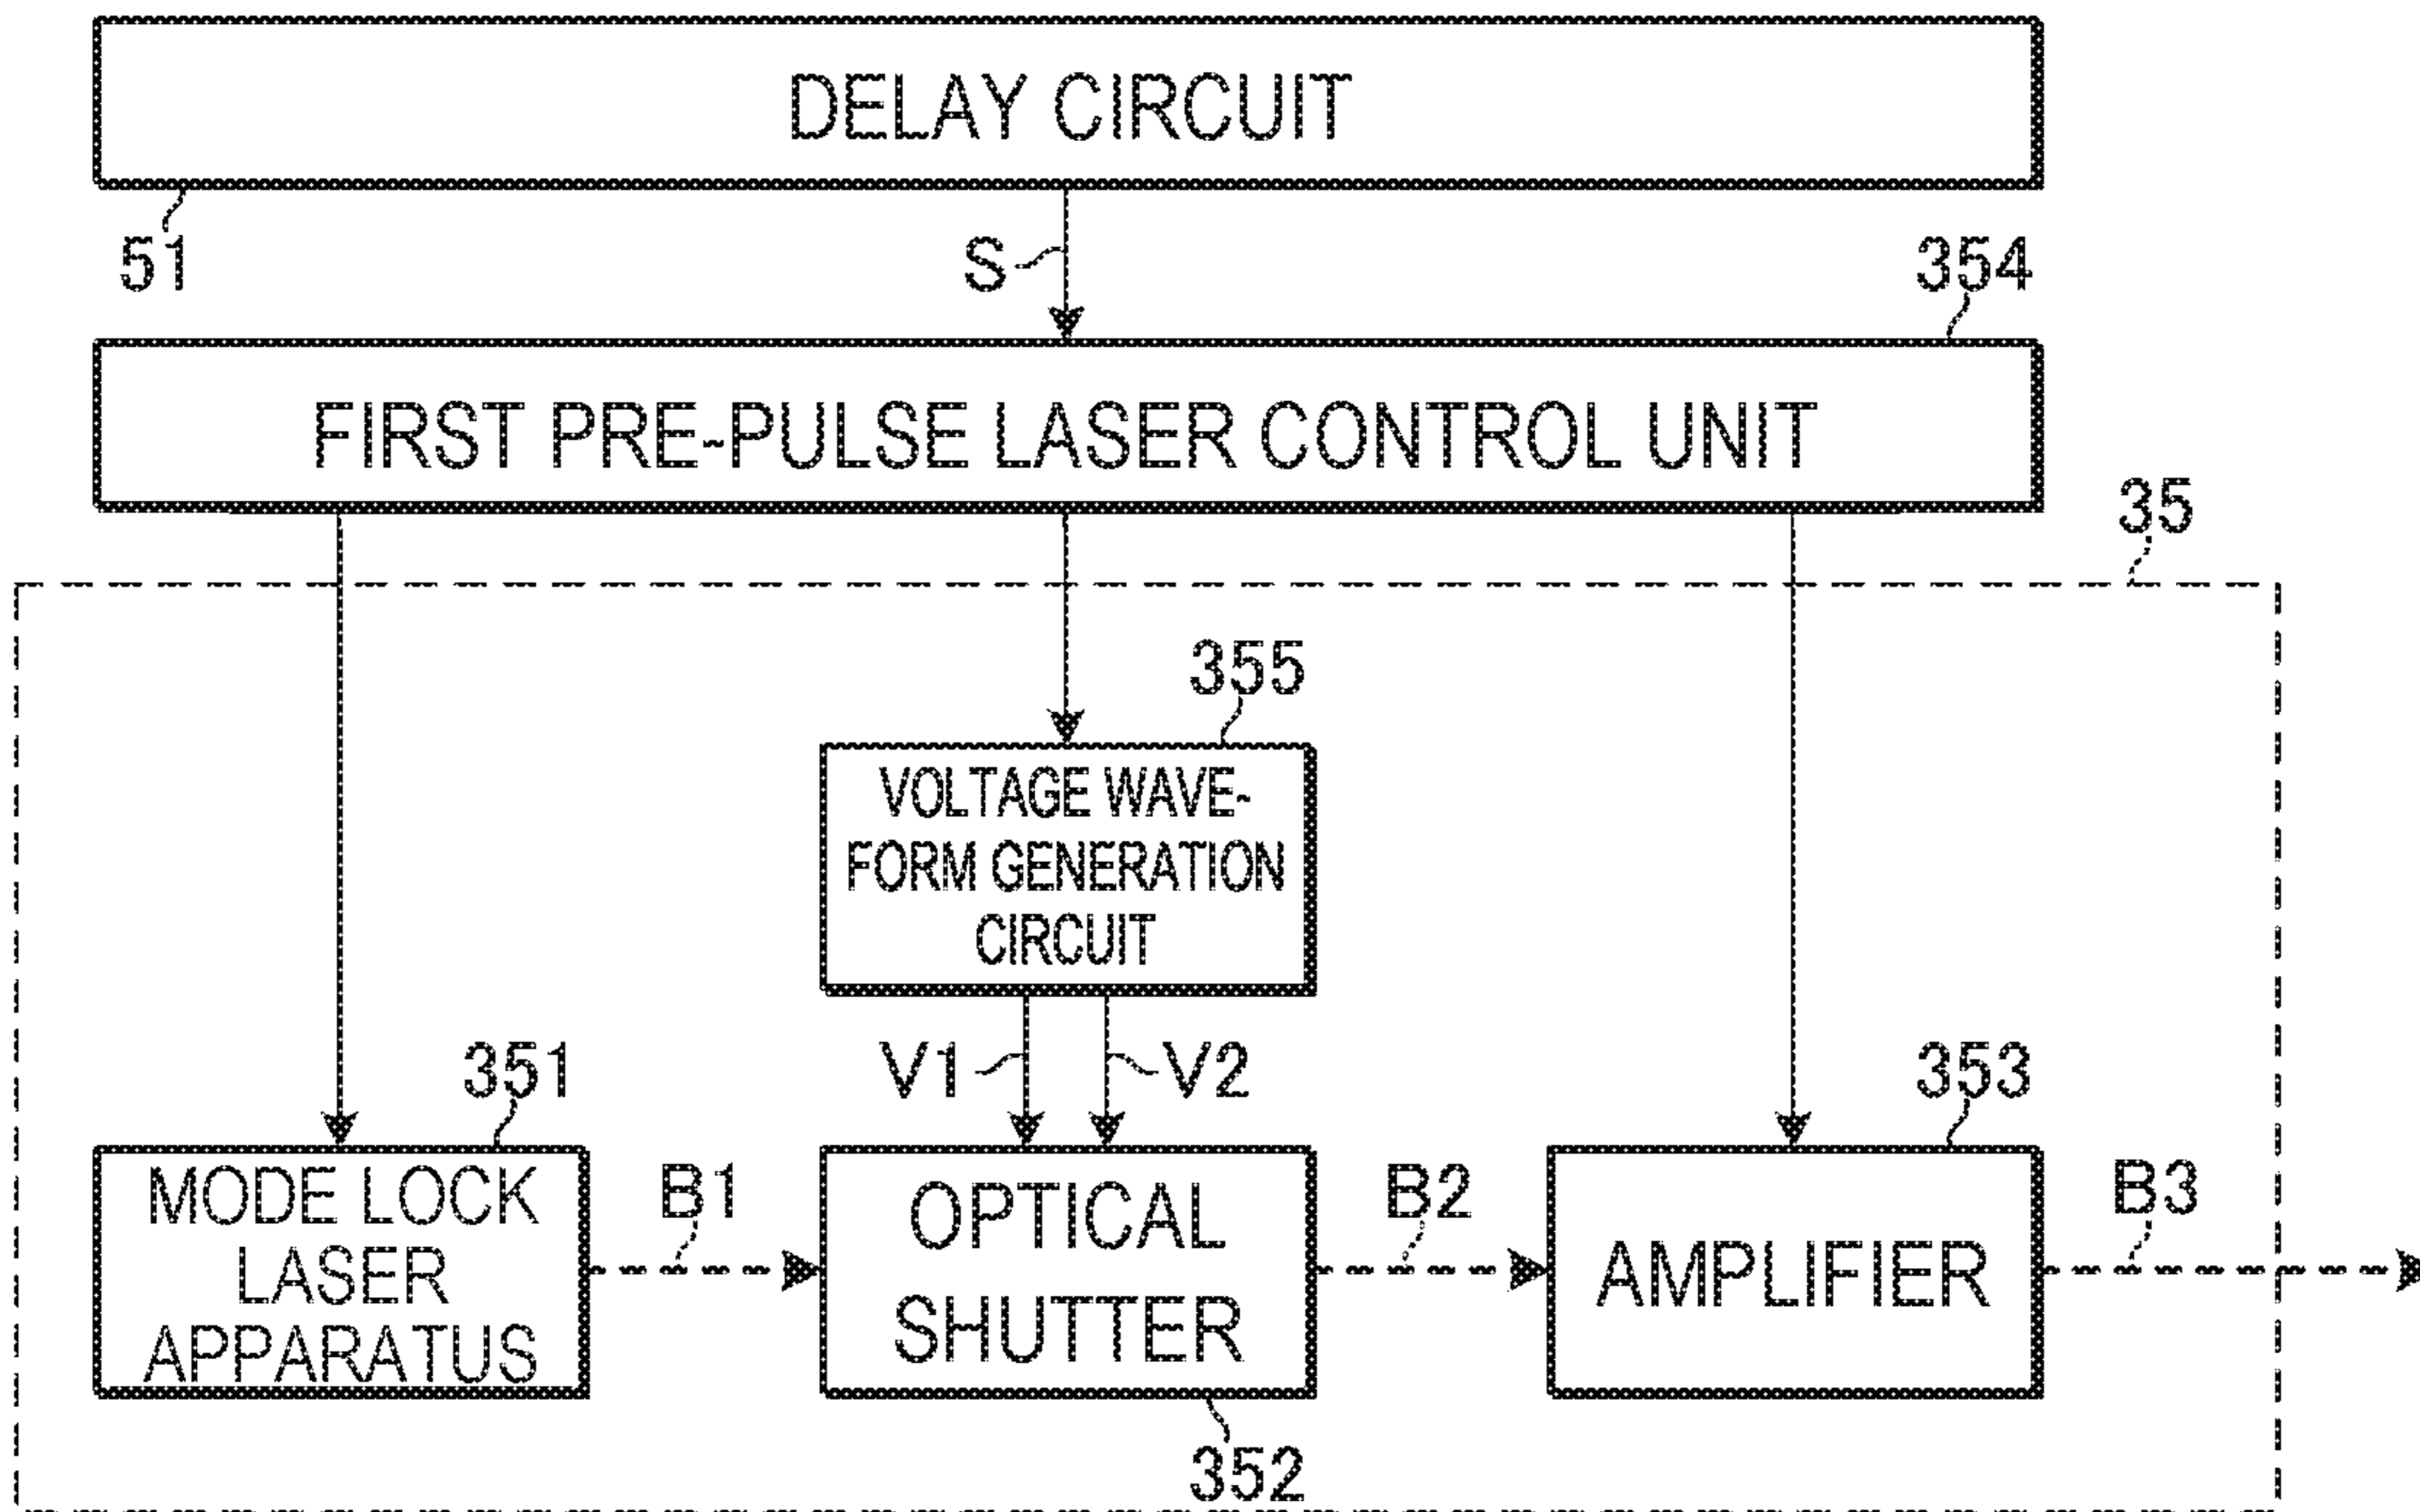 DELAY CIRCUIT
51
S
354
FIRST PRE-PULSE LASER CONTROL UNIT
35
355
VOLTAGE WAVE-
FORM GENERATION
CIRCUIT
V1
V2
351
353
MODE LOCK
LASER
APPARATUS
B1
OPTICAL
SHUTTER
B2
AMPLIFIER
B3
352